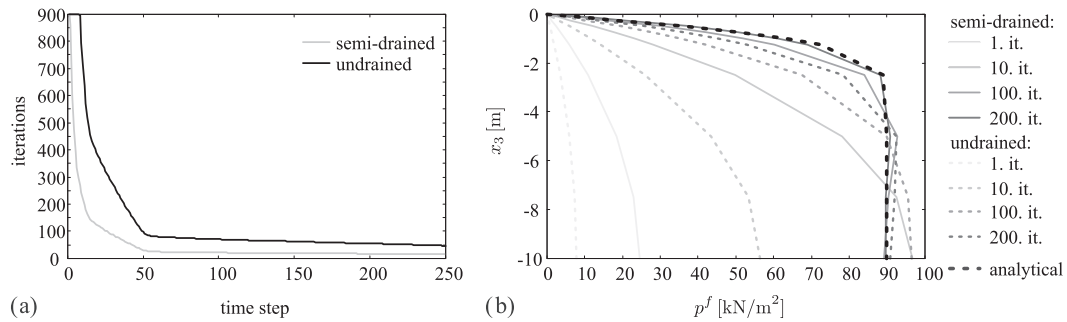 900
800
700
600
500
400
300
200
100
0
iterations
0
50
100
150
200
250
time step
semi-drained
undrained
(a)
0
-2
-4
-6
-8
-10
x₃ [m]
0
10
20
30
40
50
60
70
80
90
100
pᶠ [kN/m²]
(b)
semi-drained:
1. it.
10. it.
100. it.
200. it.
undrained:
1. it.
10. it.
100. it.
200. it.
analytical